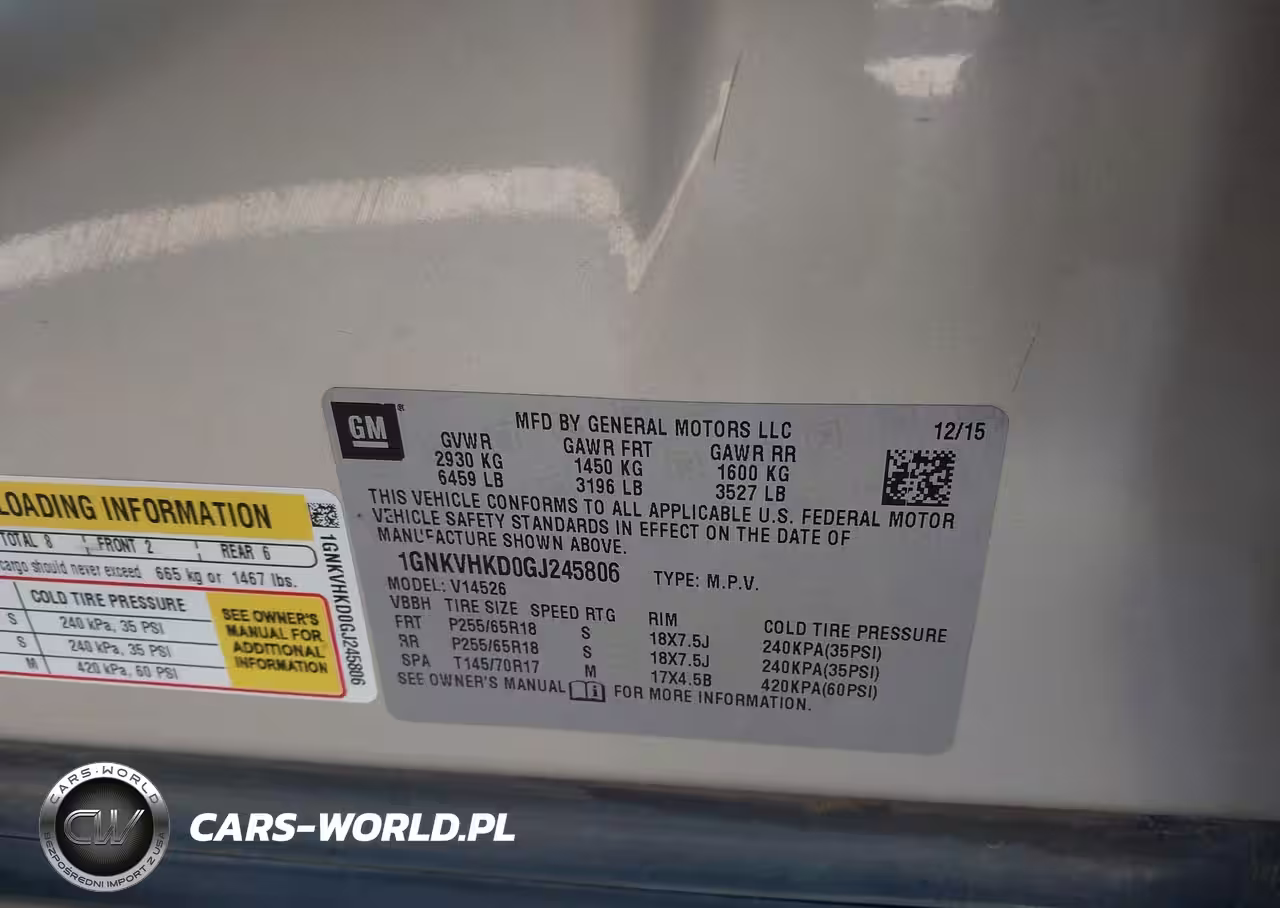 GM ®
MFD BY GENERAL MOTORS LLC 12/15
GVWR GAWR FRT GAWR RR
2930 KG 1450 KG 1600 KG
6459 LB 3196 LB 3527 LB
THIS VEHICLE CONFORMS TO ALL APPLICABLE U.S. FEDERAL MOTOR
VEHICLE SAFETY STANDARDS IN EFFECT ON THE DATE OF
MANUFACTURE SHOWN ABOVE.
1GNKVHKD0GJ245806 TYPE: M.P.V.
MODEL: V14526
VBBH TIRE SIZE SPEED RTG RIM COLD TIRE PRESSURE
FRT P255/65R18 S 18X7.5J 240KPA(35PSI)
RR P255/65R18 S 18X7.5J 240KPA(35PSI)
SPA T145/70R17 M 17X4.5B 420KPA(60PSI)
SEE OWNER'S MANUAL FOR MORE INFORMATION.
LOADING INFORMATION
TOTAL 8 FRONT 2 REAR 6
cargo should never exceed 665 kg or 1467 lbs.
COLD TIRE PRESSURE
S 240 kPa, 35 PSI
S 240 kPa, 35 PSI
M 420 kPa, 60 PSI
SEE OWNER'S
MANUAL FOR
ADDITIONAL
INFORMATION
1GNKVHKD0GJ245806
CARS-WORLD
CW
BEZPOŚREDNI IMPORT Z USA
CARS-WORLD.PL